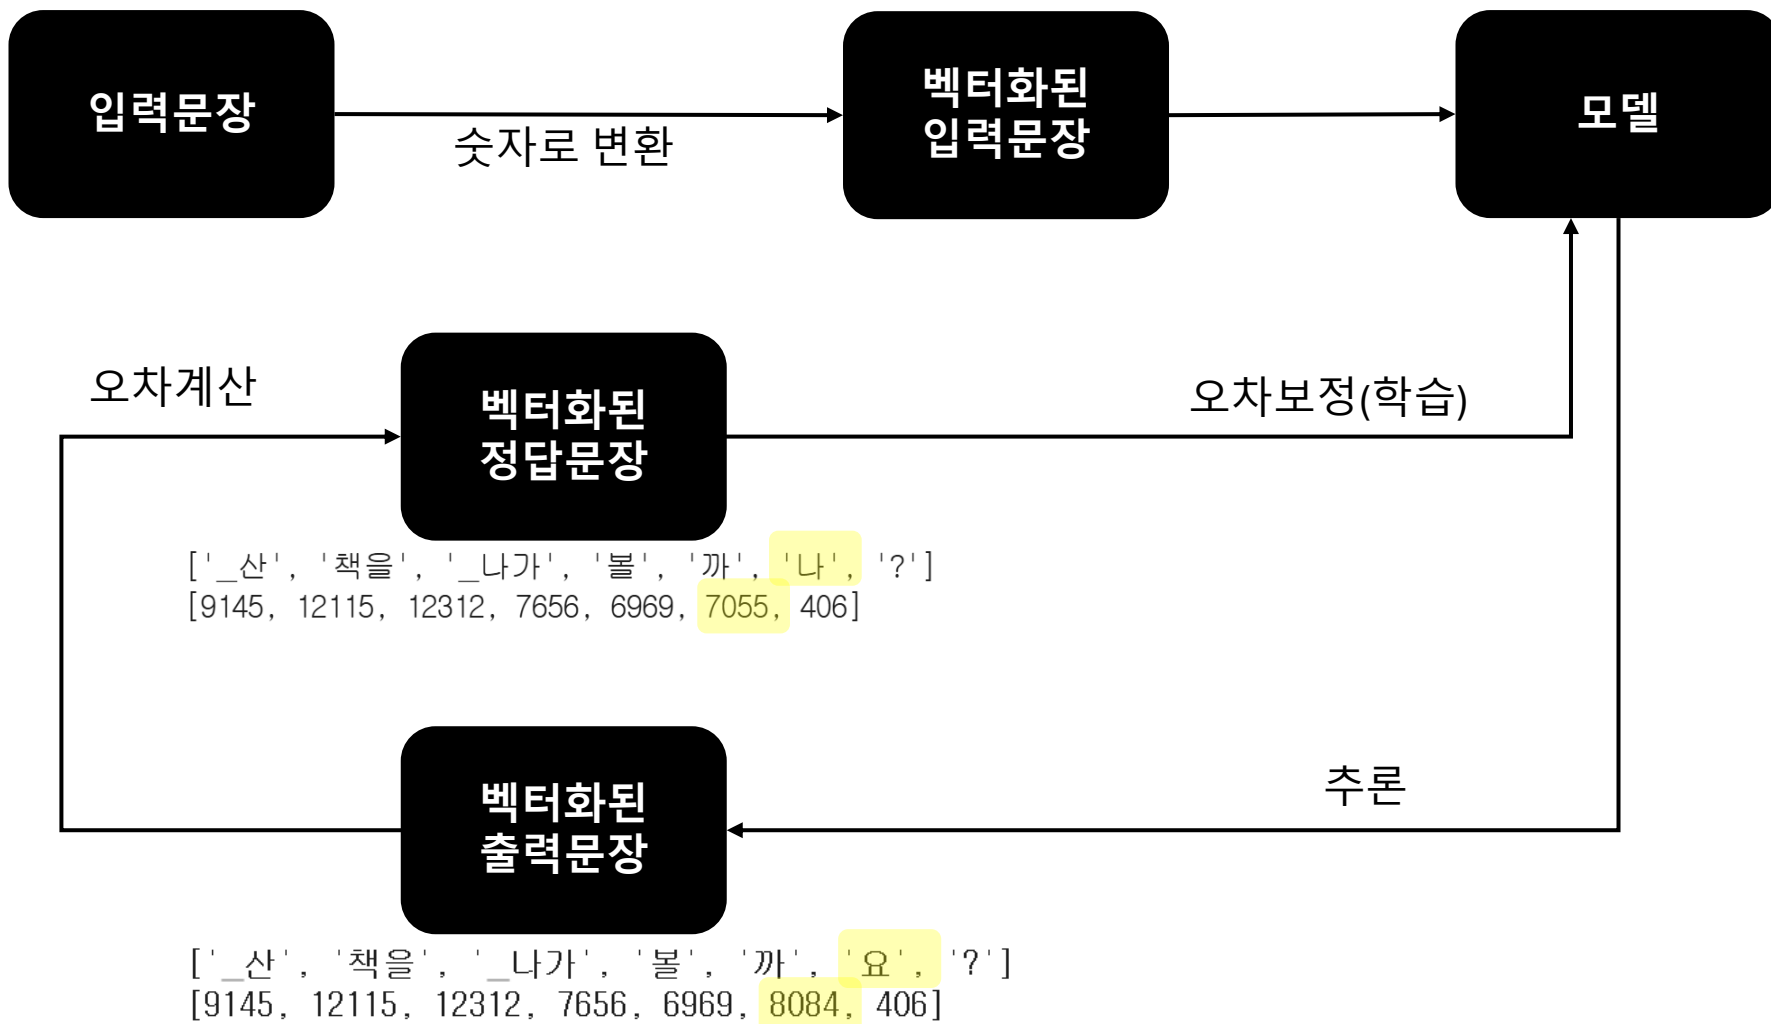 입력문장
숫자로 변환
벡터화된
입력문장
모델
오차계산
벡터화된
정답문장
오차보정(학습)
['_산', '책을', '_나가', '볼', '까', '나', '?']
[9145, 12115, 12312, 7656, 6969, 7055, 406]
추론
벡터화된
출력문장
['_산', '책을', '_나가', '볼', '까', '요', '?']
[9145, 12115, 12312, 7656, 6969, 8084, 406]